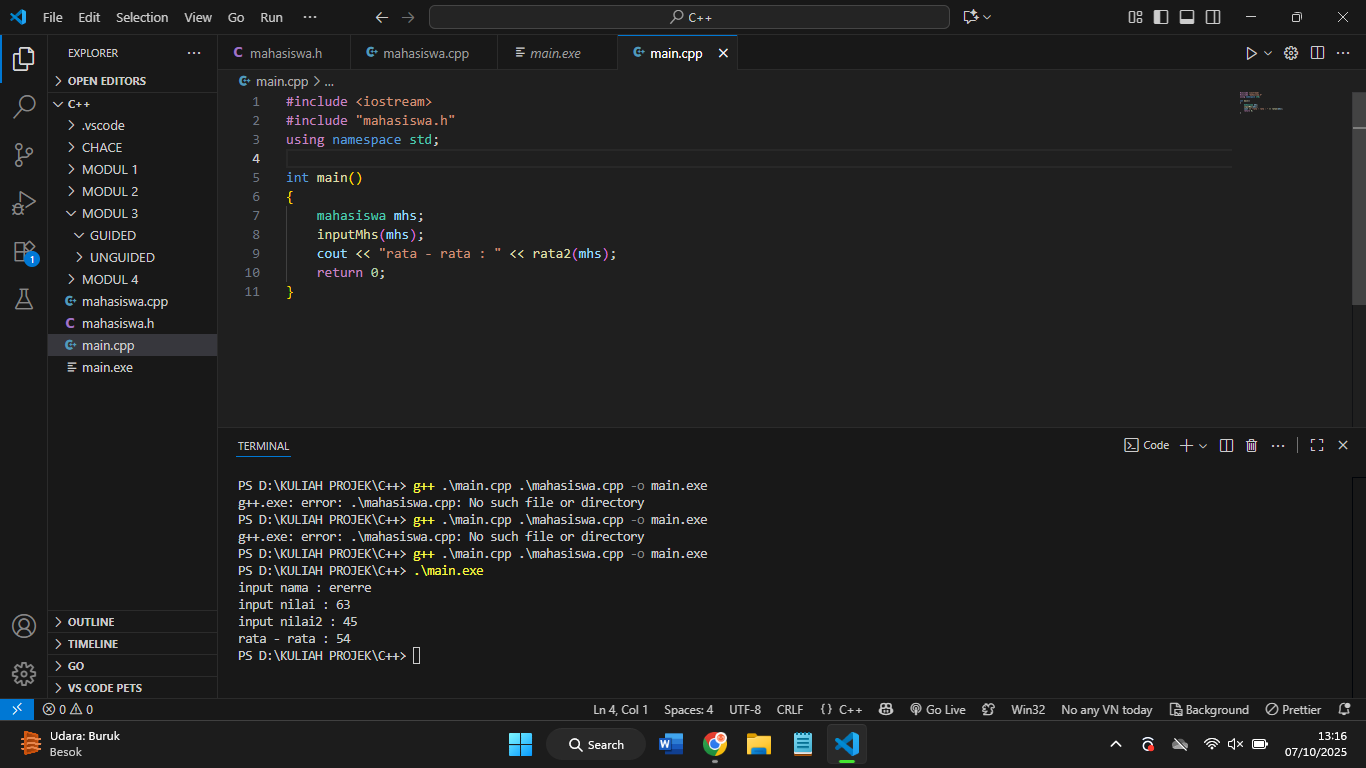 File Edit Selection View Go Run ···
C++
EXPLORER ···
OPEN EDITORS
C++
.vscode
CHACE
MODUL 1
MODUL 2
MODUL 3
GUIDED
UNGUIDED
MODUL 4
mahasiswa.cpp
C mahasiswa.h
main.cpp
main.exe
OUTLINE
TIMELINE
GO
VS CODE PETS
1
C mahasiswa.h
mahasiswa.cpp
main.exe
main.cpp
main.cpp > ...
1 #include <iostream>
2 #include "mahasiswa.h"
3 using namespace std;
4
5 int main()
6 {
7     mahasiswa mhs;
8     inputMhs(mhs);
9     cout << "rata - rata : " << rata2(mhs);
10     return 0;
11 }
TERMINAL
Code
PS D:\KULIAH PROJEK\C++> g++ .\main.cpp .\mahasiswa.cpp -o main.exe
g++.exe: error: .\mahasiswa.cpp: No such file or directory
PS D:\KULIAH PROJEK\C++> g++ .\main.cpp .\mahasiswa.cpp -o main.exe
g++.exe: error: .\mahasiswa.cpp: No such file or directory
PS D:\KULIAH PROJEK\C++> g++ .\main.cpp .\mahasiswa.cpp -o main.exe
PS D:\KULIAH PROJEK\C++> .\main.exe
input nama : ererre
input nilai : 63
input nilai2 : 45
rata - rata : 54
PS D:\KULIAH PROJEK\C++>
0 0
Ln 4, Col 1 Spaces: 4 UTF-8 CRLF {} C++ Go Live Win32 No any VN today Background Prettier
Udara: Buruk
Besok
Search
13:16
07/10/2025